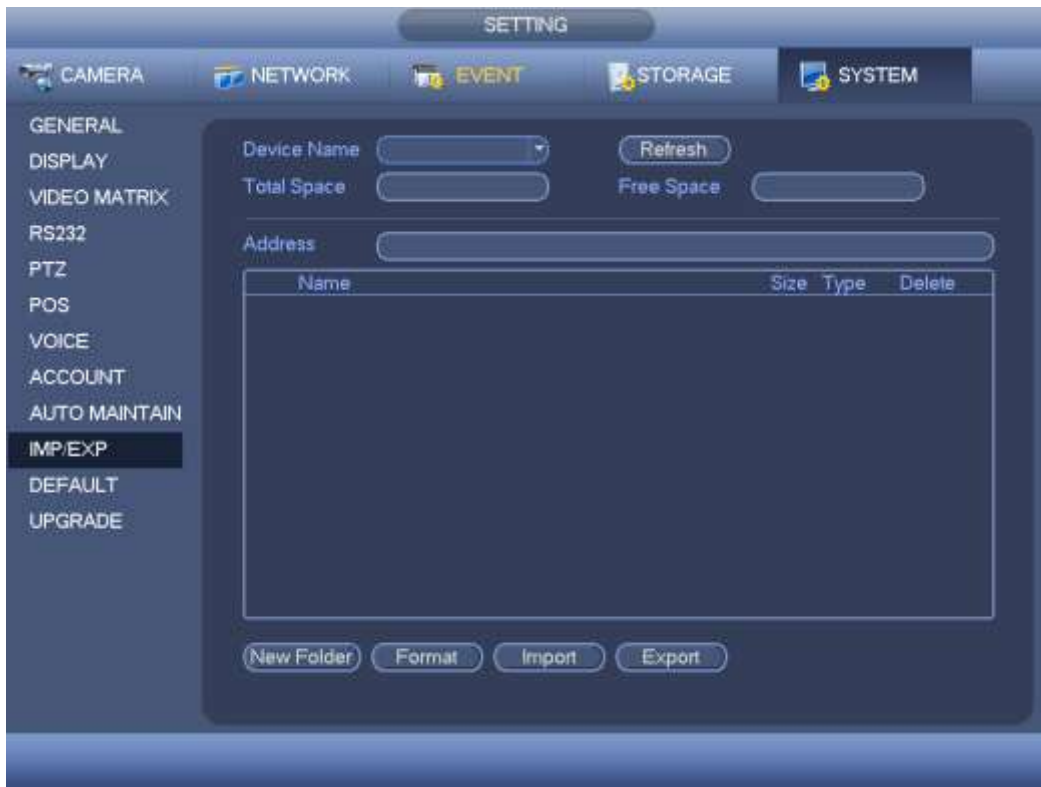 SETTING
CAMERA NETWORK EVENT STORAGE SYSTEM
GENERAL
DISPLAY
VIDEO MATRIX
RS232
PTZ
POS
VOICE
ACCOUNT
AUTO MAINTAIN
IMP/EXP
DEFAULT
UPGRADE
Device Name Refresh
Total Space Free Space
Address
Name Size Type Delete
New Folder Format Import Export